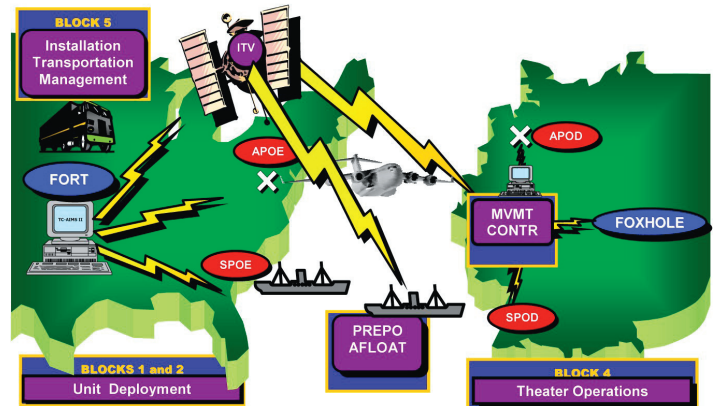 BLOCK 5
Installation
Transportation
Management
ITV
APOE
APOD
FORT
TC-AIMS II
MVMT
CONTR
FOXHOLE
SPOE
SPOD
PREPO
AFLOAT
BLOCKS 1 and 2
Unit Deployment
BLOCK 4
Theater Operations